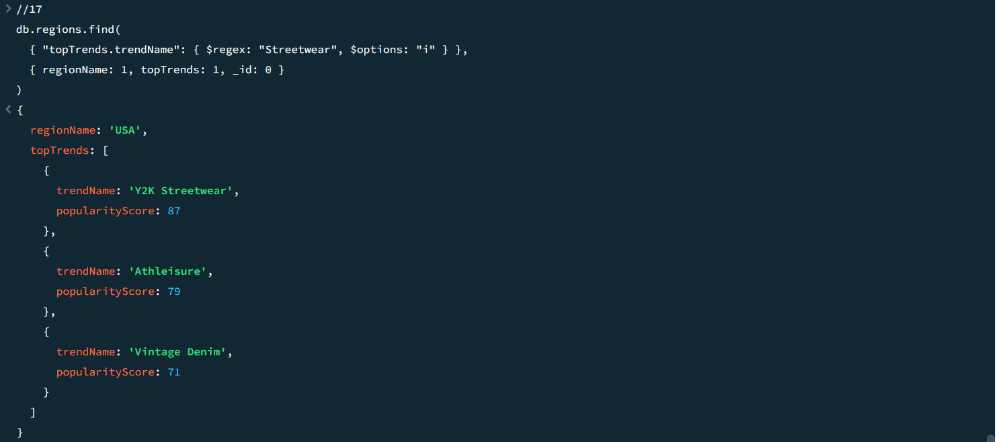 > //17
db.regions.find(
  { "topTrends.trendName": { $regex: "Streetwear", $options: "i" } },
  { regionName: 1, topTrends: 1, _id: 0 }
)
< {
  regionName: 'USA',
  topTrends: [
    {
      trendName: 'Y2K Streetwear',
      popularityScore: 87
    },
    {
      trendName: 'Athleisure',
      popularityScore: 79
    },
    {
      trendName: 'Vintage Denim',
      popularityScore: 71
    }
  ]
}